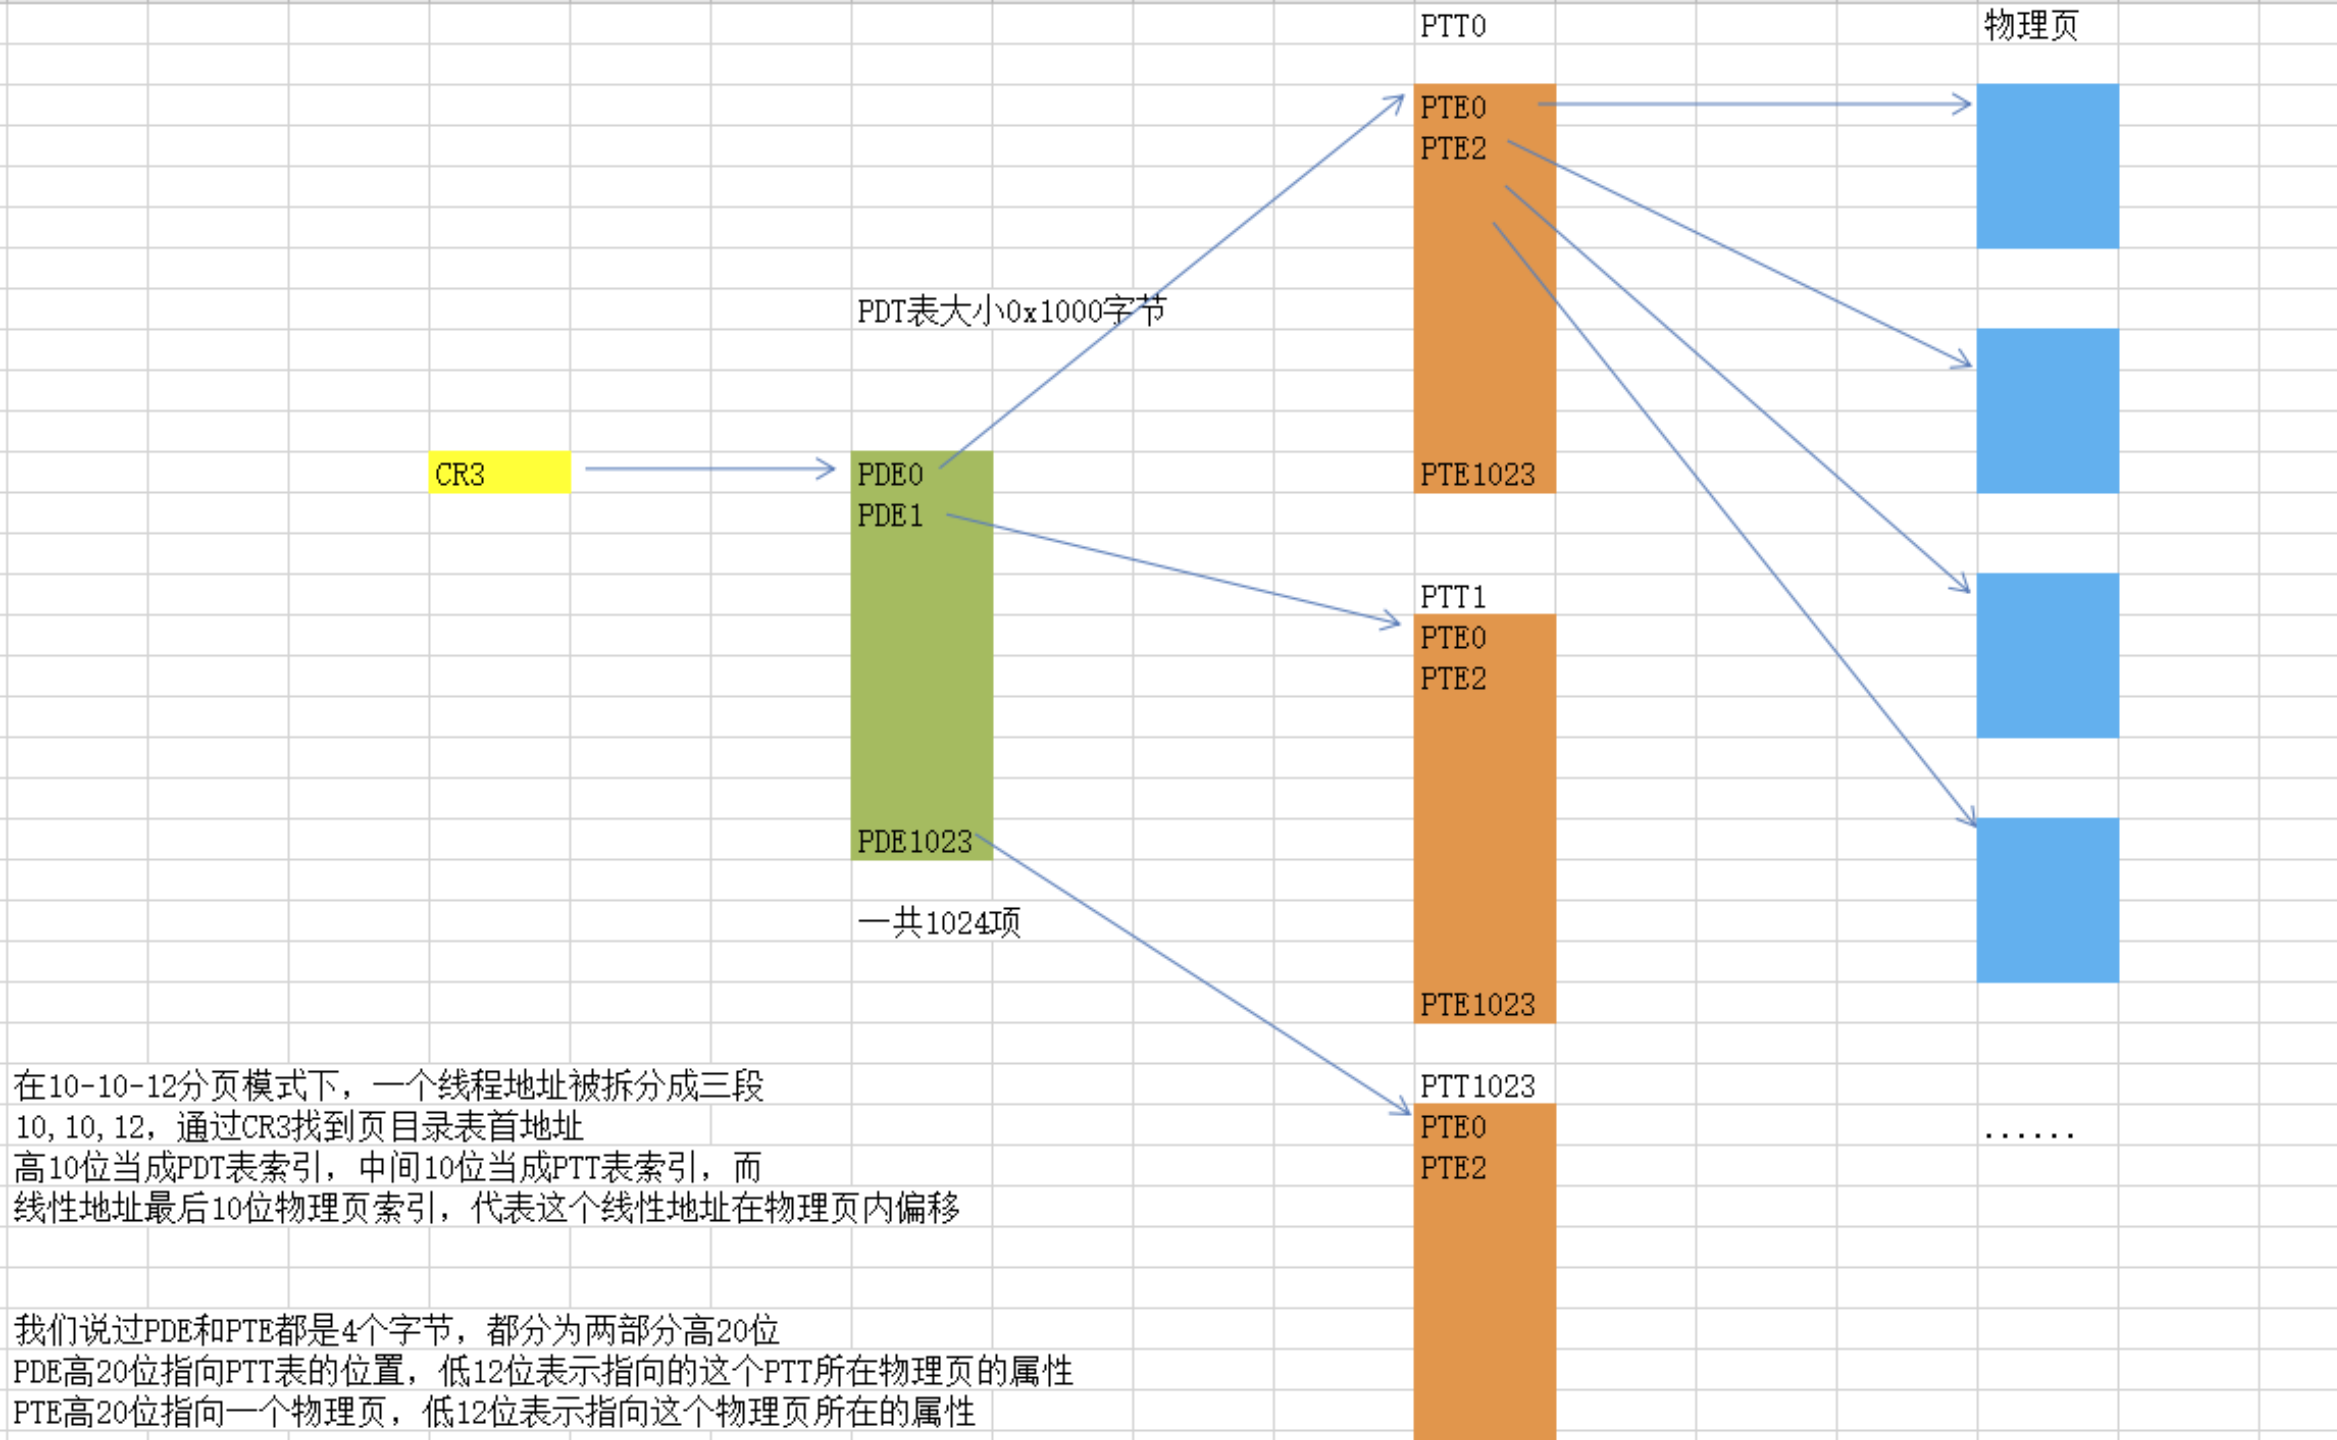 PTT0
物理页
PTE0
PTE2
PTE1023
PDT表大小0x1000字节
CR3
PDE0
PDE1
PDE1023
一共1024项
PTT1
PTE0
PTE2
PTE1023
PTT1023
PTE0
PTE2
......
在10-10-12分页模式下，一个线程地址被拆分成三段
10,10,12，通过CR3找到页目录表首地址
高10位当成PDT表索引，中间10位当成PTT表索引，而
线性地址最后10位物理页索引，代表这个线性地址在物理页内偏移
我们说过PDE和PTE都是4个字节，都分为两部分高20位
PDE高20位指向PTT表的位置，低12位表示指向的这个PTT所在物理页的属性
PTE高20位指向一个物理页，低12位表示指向这个物理页所在的属性